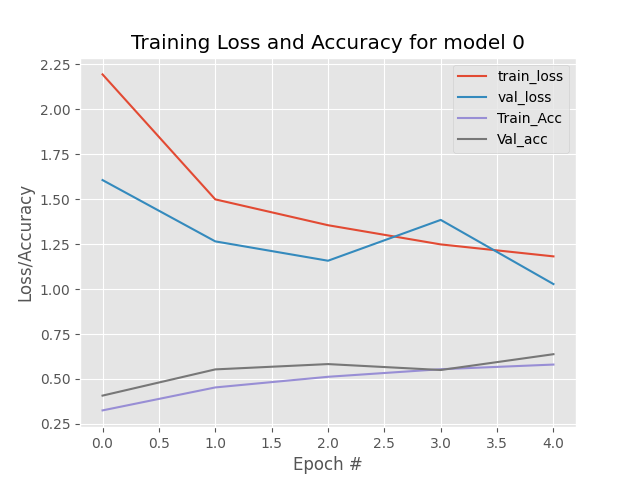 Training Loss and Accuracy for model 0
2.25
2.00
1.75
1.50
1.25
1.00
0.75
0.50
0.25
Loss/Accuracy
train_loss
val_loss
Train_Acc
Val_acc
0.0 0.5 1.0 1.5 2.0 2.5 3.0 3.5 4.0
Epoch #